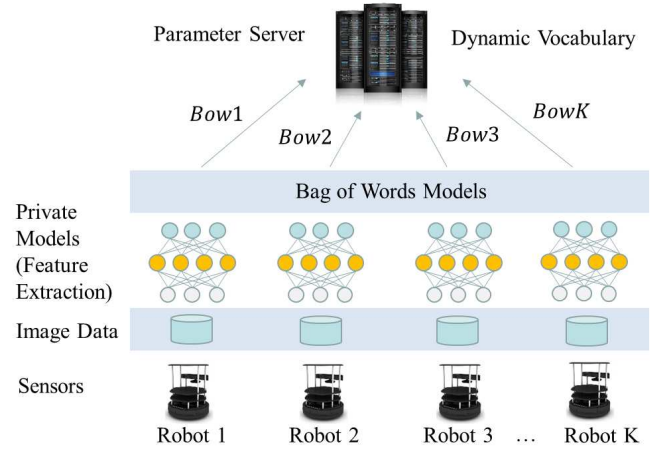 Parameter Server
Dynamic Vocabulary
Bow1
Bow2
Bow3
BowK
Bag of Words Models
Private
Models
(Feature
Extraction)
Image Data
Sensors
Robot 1 Robot 2 Robot 3 ... Robot K